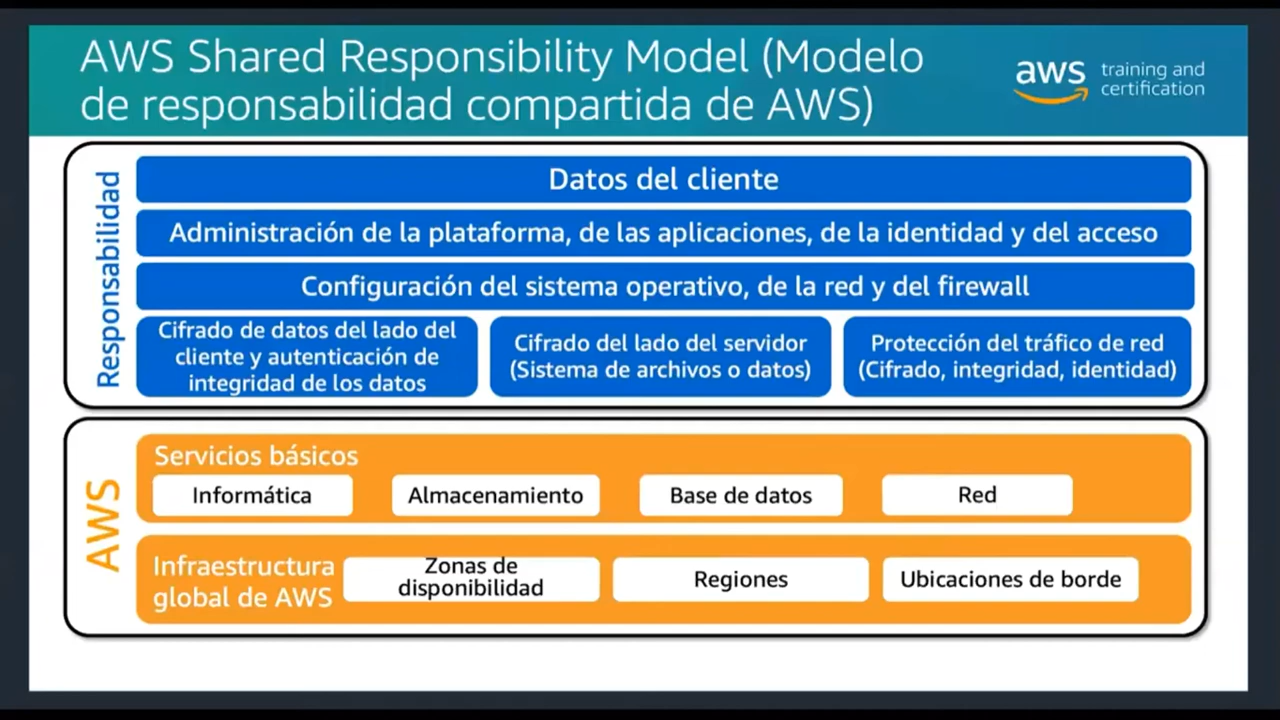 AWS Shared Responsibility Model (Modelo
de responsabilidad compartida de AWS)
aws training and
certification
Responsabilidad
Datos del cliente
Administración de la plataforma, de las aplicaciones, de la identidad y del acceso
Configuración del sistema operativo, de la red y del firewall
Cifrado de datos del lado del
cliente y autenticación de
integridad de los datos
Cifrado del lado del servidor
(Sistema de archivos o datos)
Protección del tráfico de red
(Cifrado, integridad, identidad)
AWS
Servicios básicos
Informática
Almacenamiento
Base de datos
Red
Infraestructura
global de AWS
Zonas de
disponibilidad
Regiones
Ubicaciones de borde